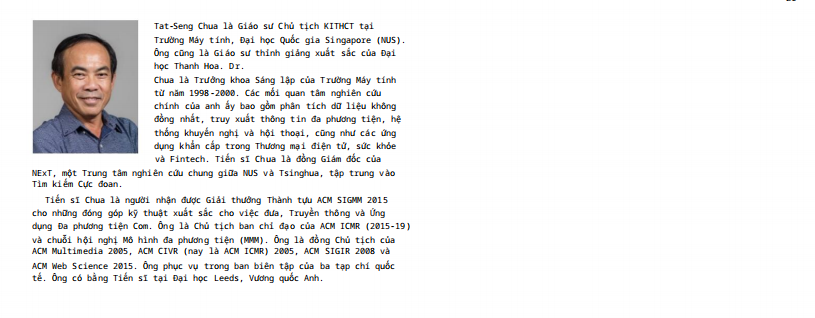 Tat-Seng Chua là Giáo sư Chủ tịch KITHCT tại
Trường Máy tính, Đại học Quốc gia Singapore (NUS).
Ông cũng là Giáo sư thỉnh giảng xuất sắc của Đại
học Thanh Hoa. Dr.
Chua là Trưởng khoa Sáng lập của Trường Máy tính
từ năm 1998-2000. Các mối quan tâm nghiên cứu
chính của anh ấy bao gồm phân tích dữ liệu không
đồng nhất, truy xuất thông tin đa phương tiện, hệ
thống khuyến nghị và hội thoại, cũng như các ứng
dụng khẩn cấp trong Thương mại điện tử, sức khỏe
và Fintech. Tiến sĩ Chua là đồng Giám đốc của
NExT, một Trung tâm nghiên cứu chung giữa NUS và Tsinghua, tập trung vào
Tìm kiếm Cực đoan.
Tiến sĩ Chua là người nhận được Giải thưởng Thành tựu ACM SIGMM 2015
cho những đóng góp kỹ thuật xuất sắc cho việc đưa, Truyền thông và Ứng
dụng Đa phương tiện Com. Ông là Chủ tịch ban chỉ đạo của ACM ICMR (2015-19)
và chuỗi hội nghị Mô hình đa phương tiện (MMM). Ông là đồng Chủ tịch của
ACM Multimedia 2005, ACM CIVR (nay là ACM ICMR) 2005, ACM SIGIR 2008 và
ACM Web Science 2015. Ông phục vụ trong ban biên tập của ba tạp chí quốc
tế. Ông có bằng Tiến sĩ tại Đại học Leeds, Vương quốc Anh.